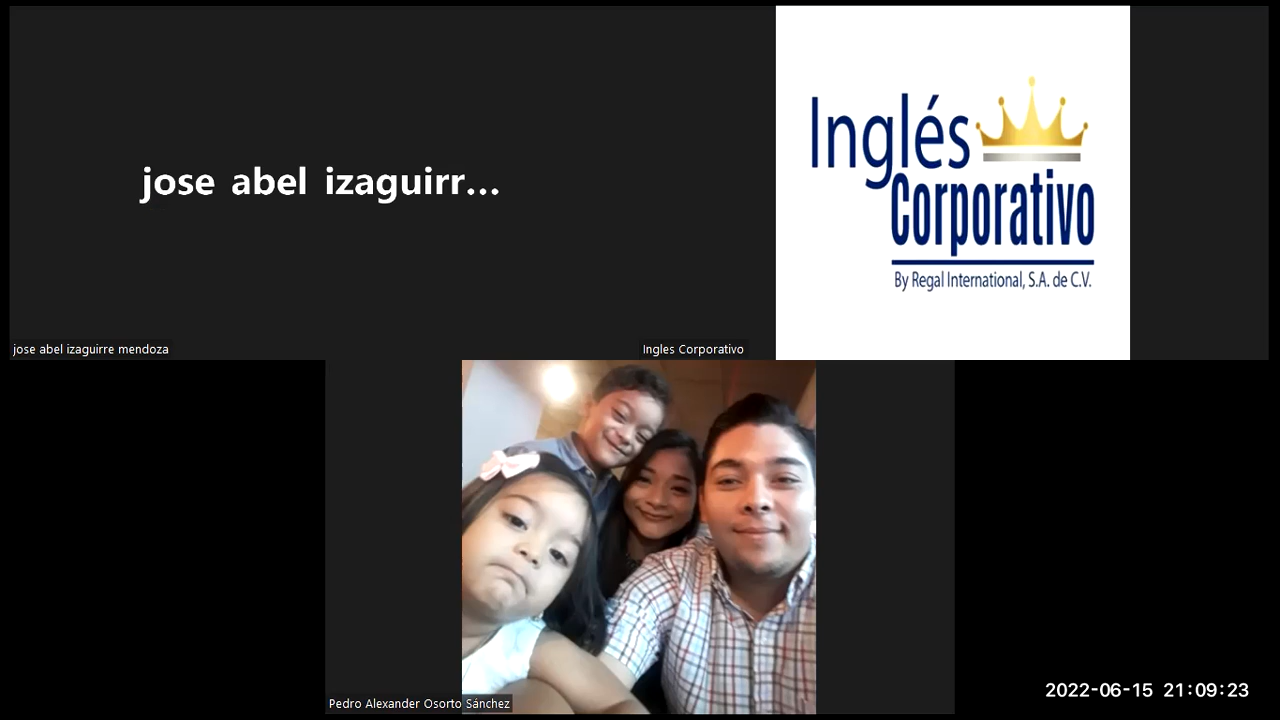 jose abel izaguirr...
Inglés
Corporativo
By Regal International, S.A. de C.V.
jose abel izaguirre mendoza
Ingles Corporativo
Pedro Alexander Osorto Sánchez
2022-06-15 21:09:23